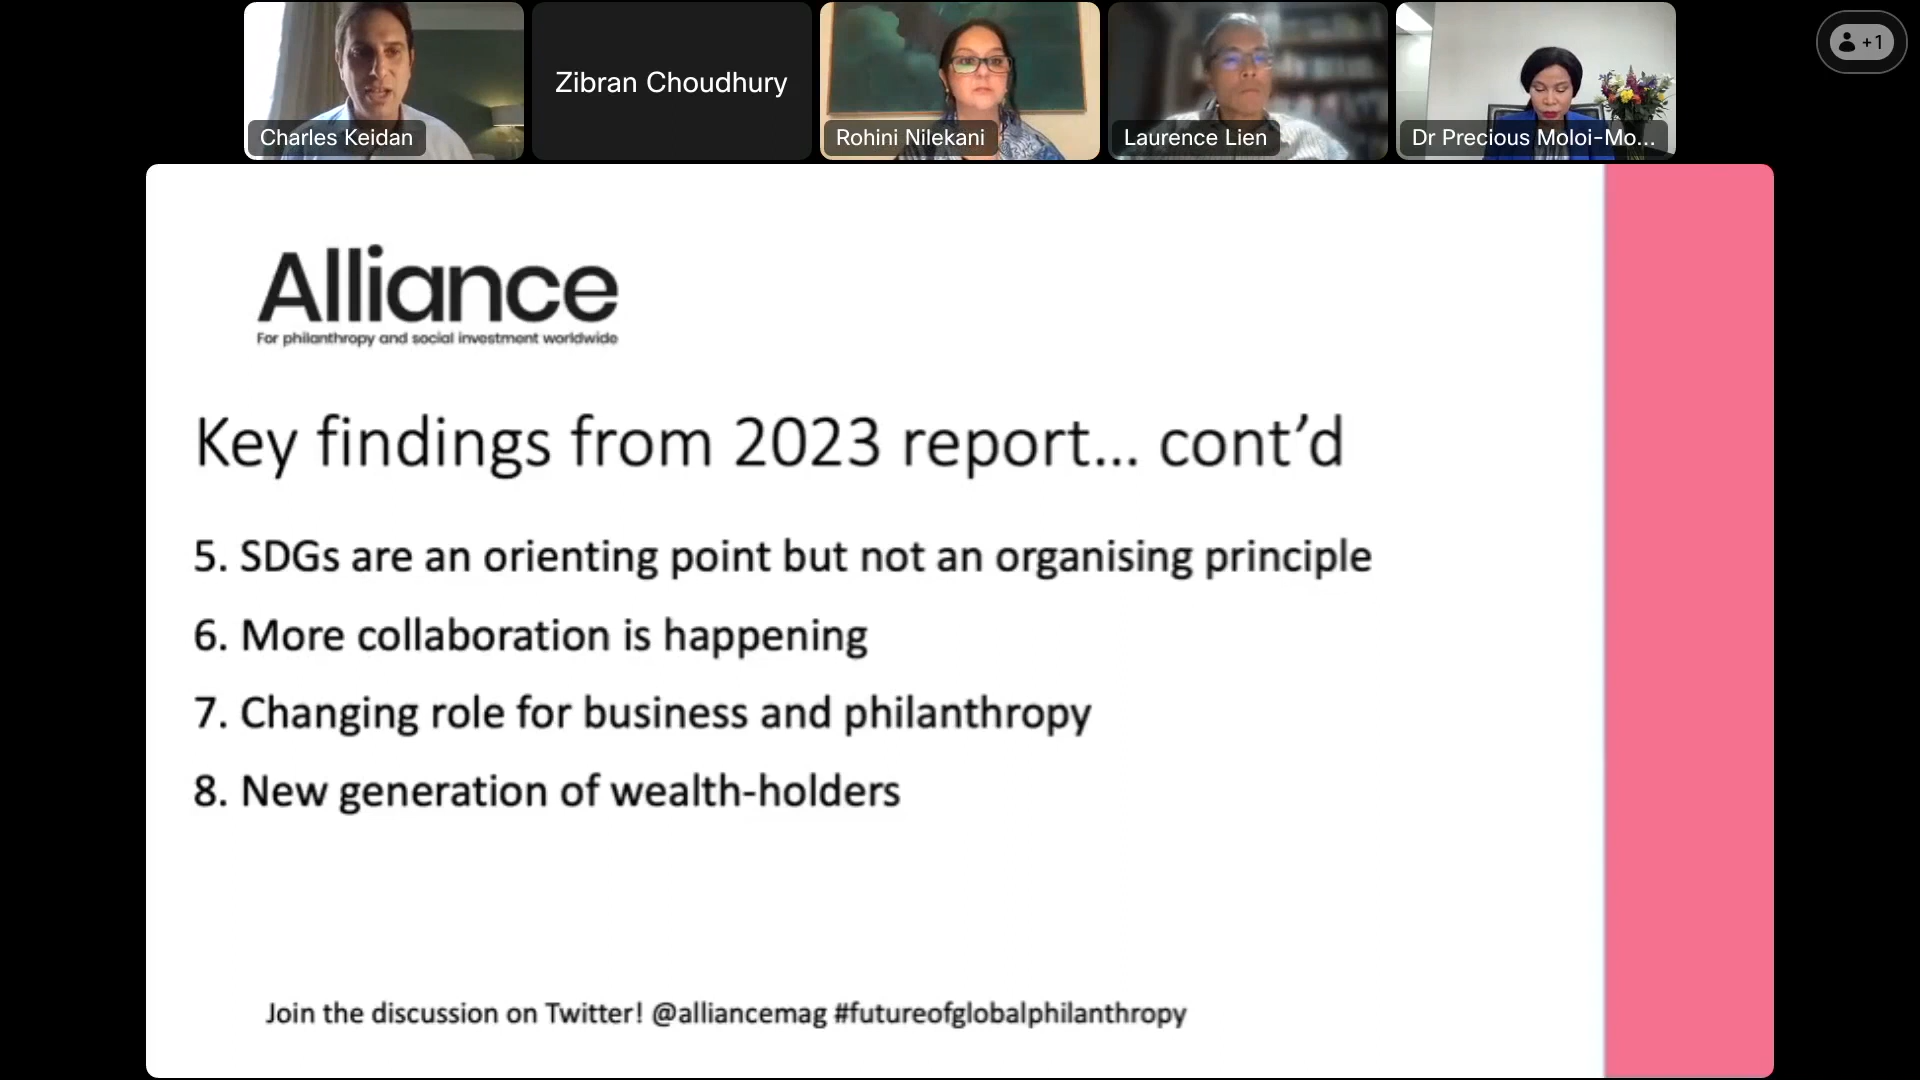 Charles Keidan
Zibran Choudhury
Rohini Nilekani
Laurence Lien
Dr Precious Moloi-Mo...
+1
Alliance
For philanthropy and social investment worldwide
Key findings from 2023 report... cont’d
5. SDGs are an orienting point but not an organising principle
6. More collaboration is happening
7. Changing role for business and philanthropy
8. New generation of wealth-holders
Join the discussion on Twitter! @alliancemag #futureofglobalphilanthropy